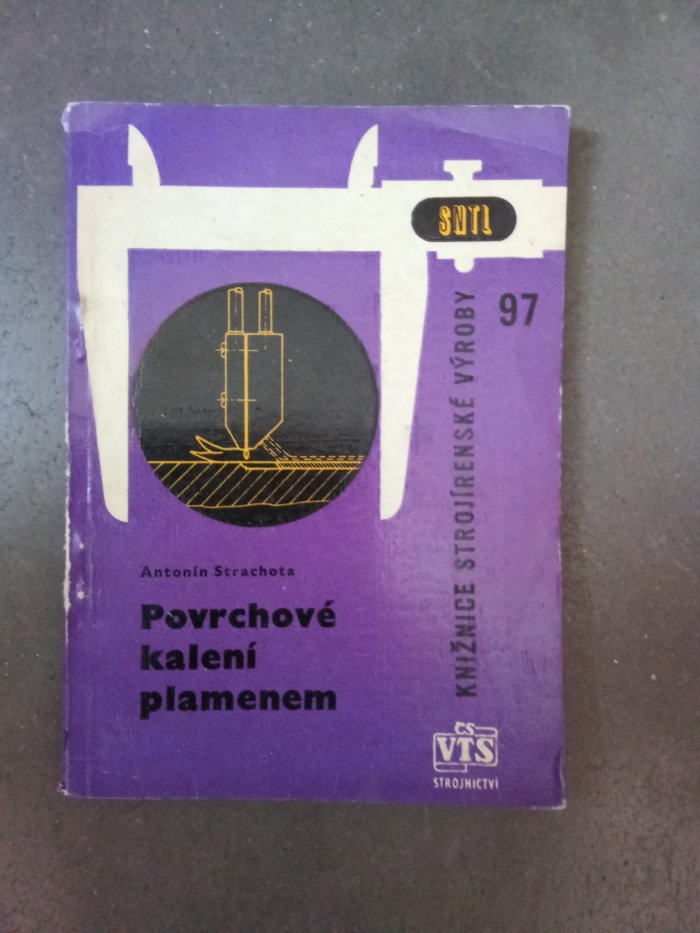 SNTL
97
KNIŽNICE STROJÍRENSKÉ VÝROBY
Antonín Strachota
Povrchové
kalení
plamenem
ČS
VTS
STROJNICTVÍ